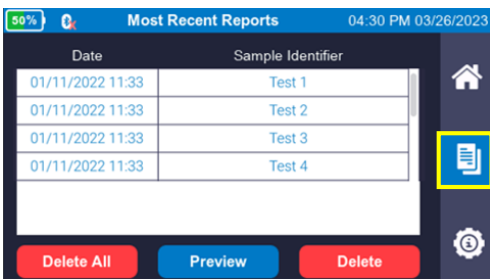 50% Most Recent Reports 04:30 PM 03/26/2023
Date Sample Identifier
01/11/2022 11:33 Test 1
01/11/2022 11:33 Test 2
01/11/2022 11:33 Test 3
01/11/2022 11:33 Test 4
Delete All Preview Delete